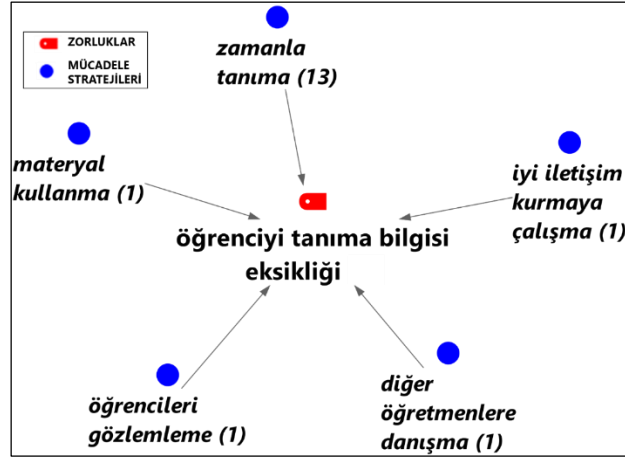 ZORLUKLAR
MÜCADELE
STRATEJİLERİ
zamanla
tanıma (13)
materyal
kullanma (1)
iyi iletişim
kurmaya
çalışma (1)
öğrenciyi tanıma bilgisi
eksikliği
öğrencileri
gözlemleme (1)
diğer
öğretmenlere
danışma (1)